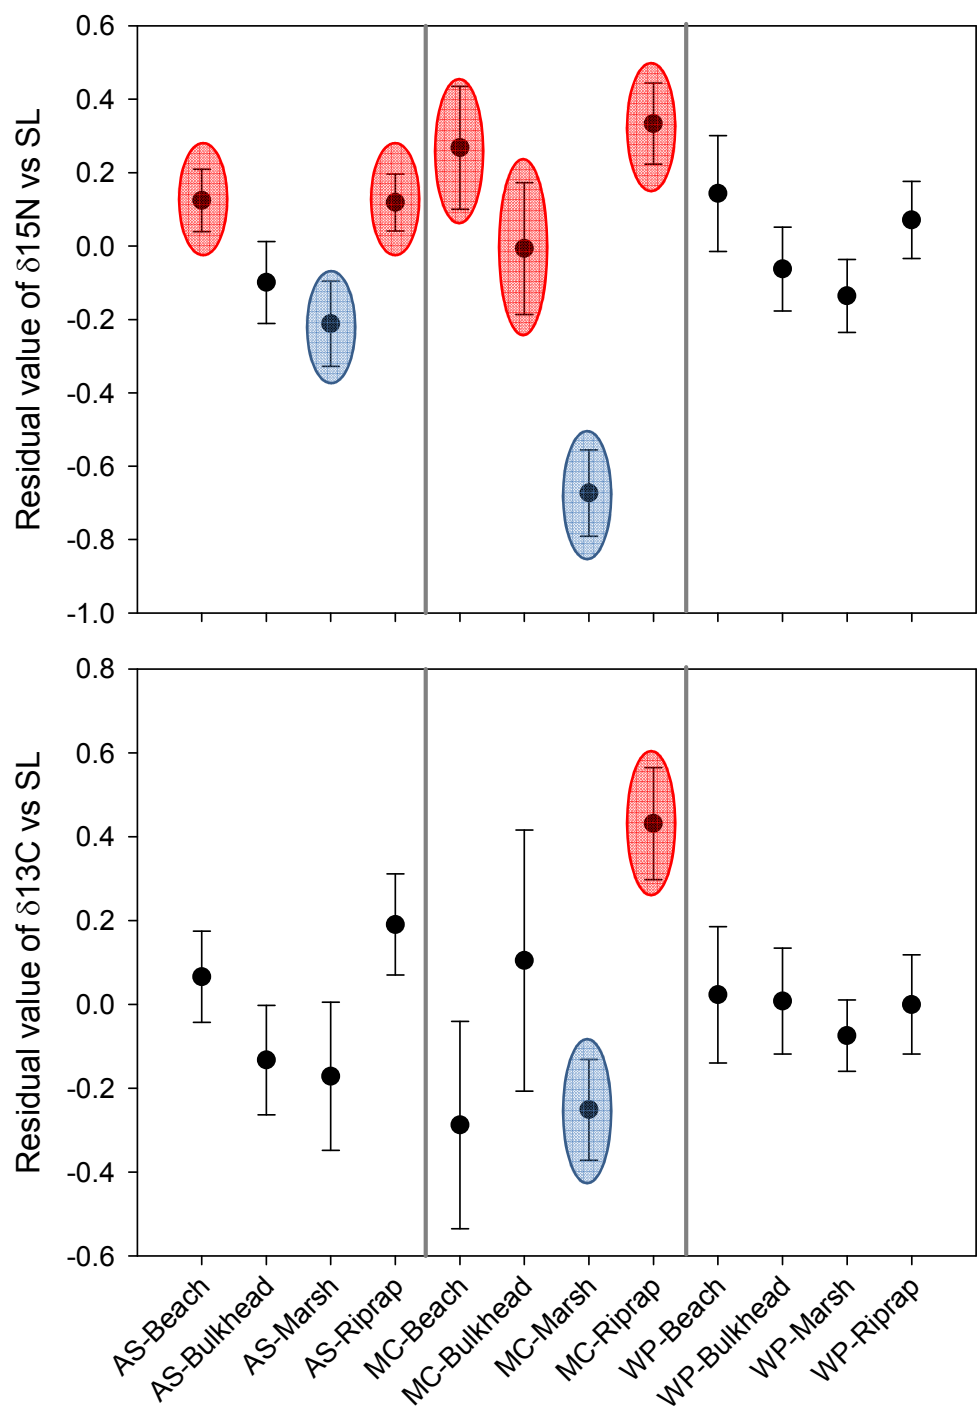 Residual value of δ15N vs SL
0.6
0.4
0.2
0.0
-0.2
-0.4
-0.6
-0.8
-1.0
Residual value of δ13C vs SL
0.8
0.6
0.4
0.2
0.0
-0.2
-0.4
-0.6
AS-Beach
AS-Bulkhead
AS-Marsh
AS-Riprap
MC-Beach
MC-Bulkhead
MC-Marsh
MC-Riprap
WP-Beach
WP-Bulkhead
WP-Marsh
WP-Riprap